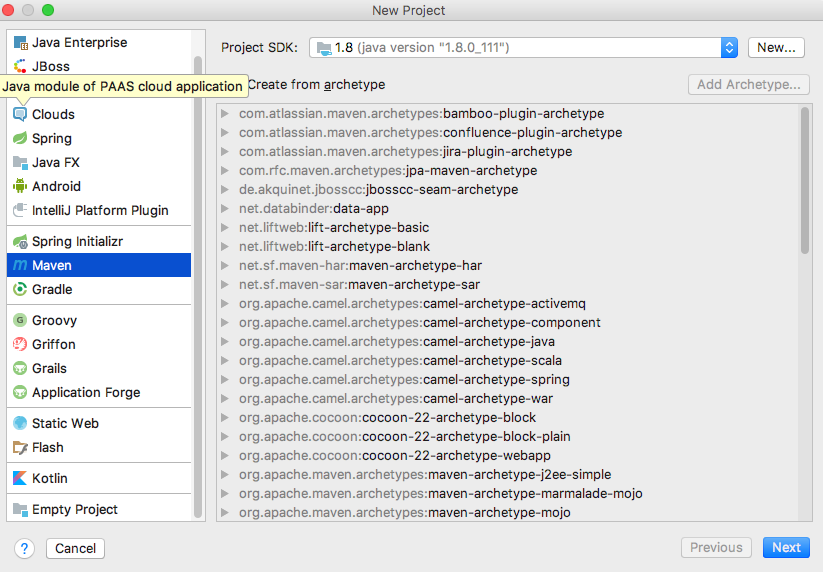 New Project
Java Enterprise
JBoss
Java module of PAAS cloud application
Clouds
Spring
Java FX
Android
IntelliJ Platform Plugin
Spring Initializr
Maven
Gradle
Groovy
Griffon
Grails
Application Forge
Static Web
Flash
Kotlin
Empty Project
Project SDK: 1.8 (java version "1.8.0_111") New...
Create from archetype Add Archetype...
com.atlassian.maven.archetypes:bamboo-plugin-archetype
com.atlassian.maven.archetypes:confluence-plugin-archetype
com.atlassian.maven.archetypes:jira-plugin-archetype
com.rfc.maven.archetypes:jpa-maven-archetype
de.akquinet.jbosscc:jbosscc-seam-archetype
net.databinder:data-app
net.liftweb:lift-archetype-basic
net.liftweb:lift-archetype-blank
net.sf.maven-har:maven-archetype-har
net.sf.maven-sar:maven-archetype-sar
org.apache.camel.archetypes:camel-archetype-activemq
org.apache.camel.archetypes:camel-archetype-component
org.apache.camel.archetypes:camel-archetype-java
org.apache.camel.archetypes:camel-archetype-scala
org.apache.camel.archetypes:camel-archetype-spring
org.apache.camel.archetypes:camel-archetype-war
org.apache.cocoon:cocoon-22-archetype-block
org.apache.cocoon:cocoon-22-archetype-block-plain
org.apache.cocoon:cocoon-22-archetype-webapp
org.apache.maven.archetypes:maven-archetype-j2ee-simple
org.apache.maven.archetypes:maven-archetype-marmalade-mojo
org.apache.maven.archetypes:maven-archetype-mojo
? Cancel Previous Next